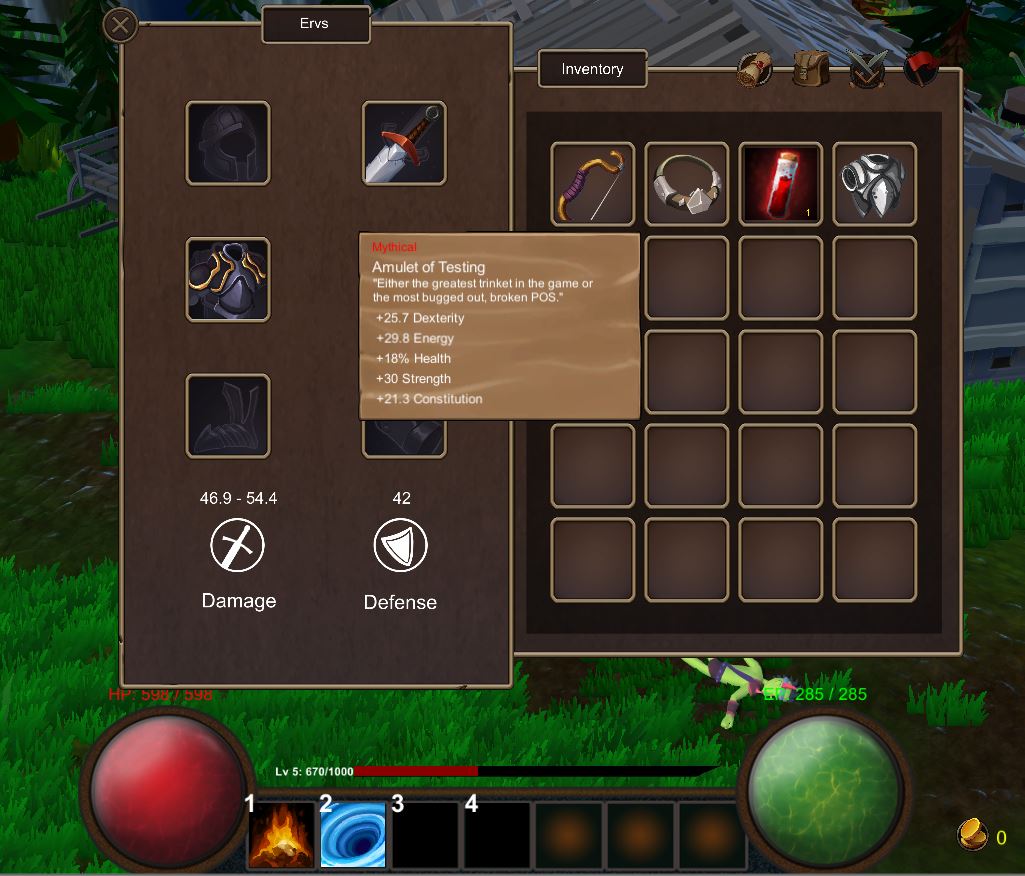 Ervs
Inventory
1
Mythical
Amulet of Testing
"Either the greatest trinket in the game or
the most bugged out, broken POS."
+25.7 Dexterity
+29.8 Energy
+18% Health
+30 Strength
+21.3 Constitution
46.9 - 54.4
42
Damage
Defense
HP: 598 / 598
EP: 285 / 285
Lv 5: 670/1000
1
2
3
4
0